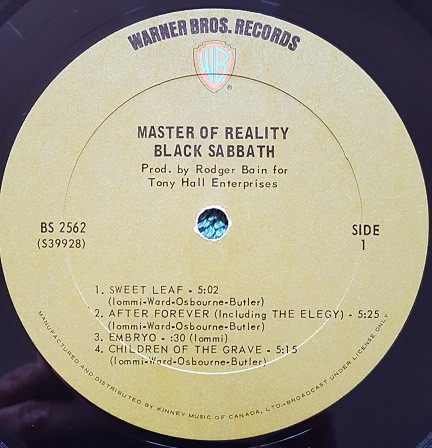 WARNER BROS. RECORDS
WB
®
MASTER OF REALITY
BLACK SABBATH
Prod. by Rodger Bain for
Tony Hall Enterprises
BS 2562
(S39928)
SIDE
1
1. SWEET LEAF - 5:02
(Iommi-Ward-Osbourne-Butler)
2. AFTER FOREVER (Including THE ELEGY) - 5:25
(Iommi-Ward-Osbourne-Butler)
3. EMBRYO - :30 (Iommi)
4. CHILDREN OF THE GRAVE - 5:15
(Iommi-Ward-Osbourne-Butler)
MANUFACTURED AND DISTRIBUTED BY KINNEY MUSIC OF CANADA, LTD.•BROADCAST UNDER LICENSE ONLY